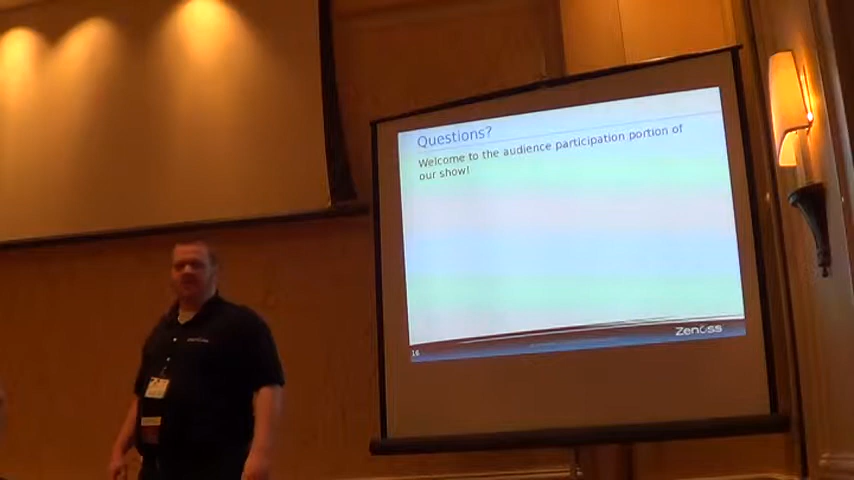 Questions?
Welcome to the audience participation portion of
our show!
16
Zenoss